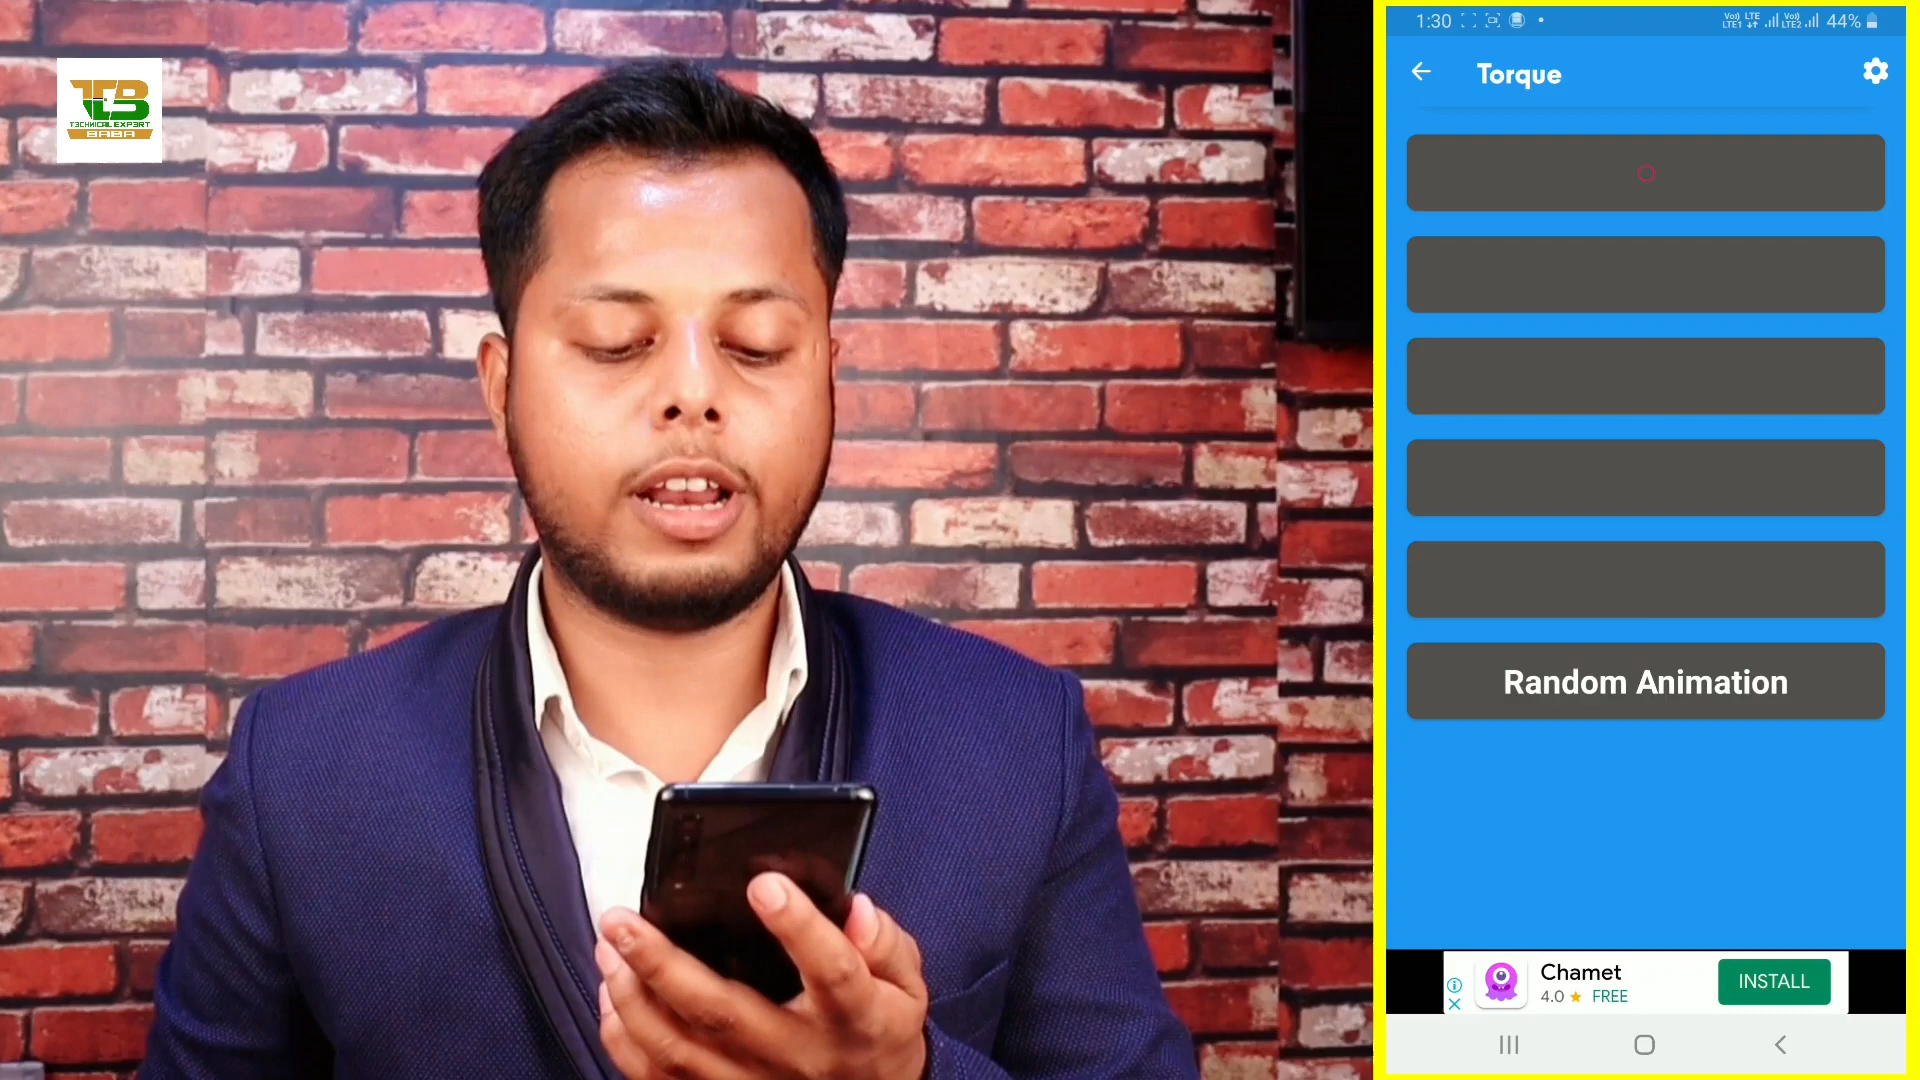 TECHNICAL EXPERT
BABA
1:30
44%
Torque
Random Animation
Chamet
4.0 ★ FREE
INSTALL